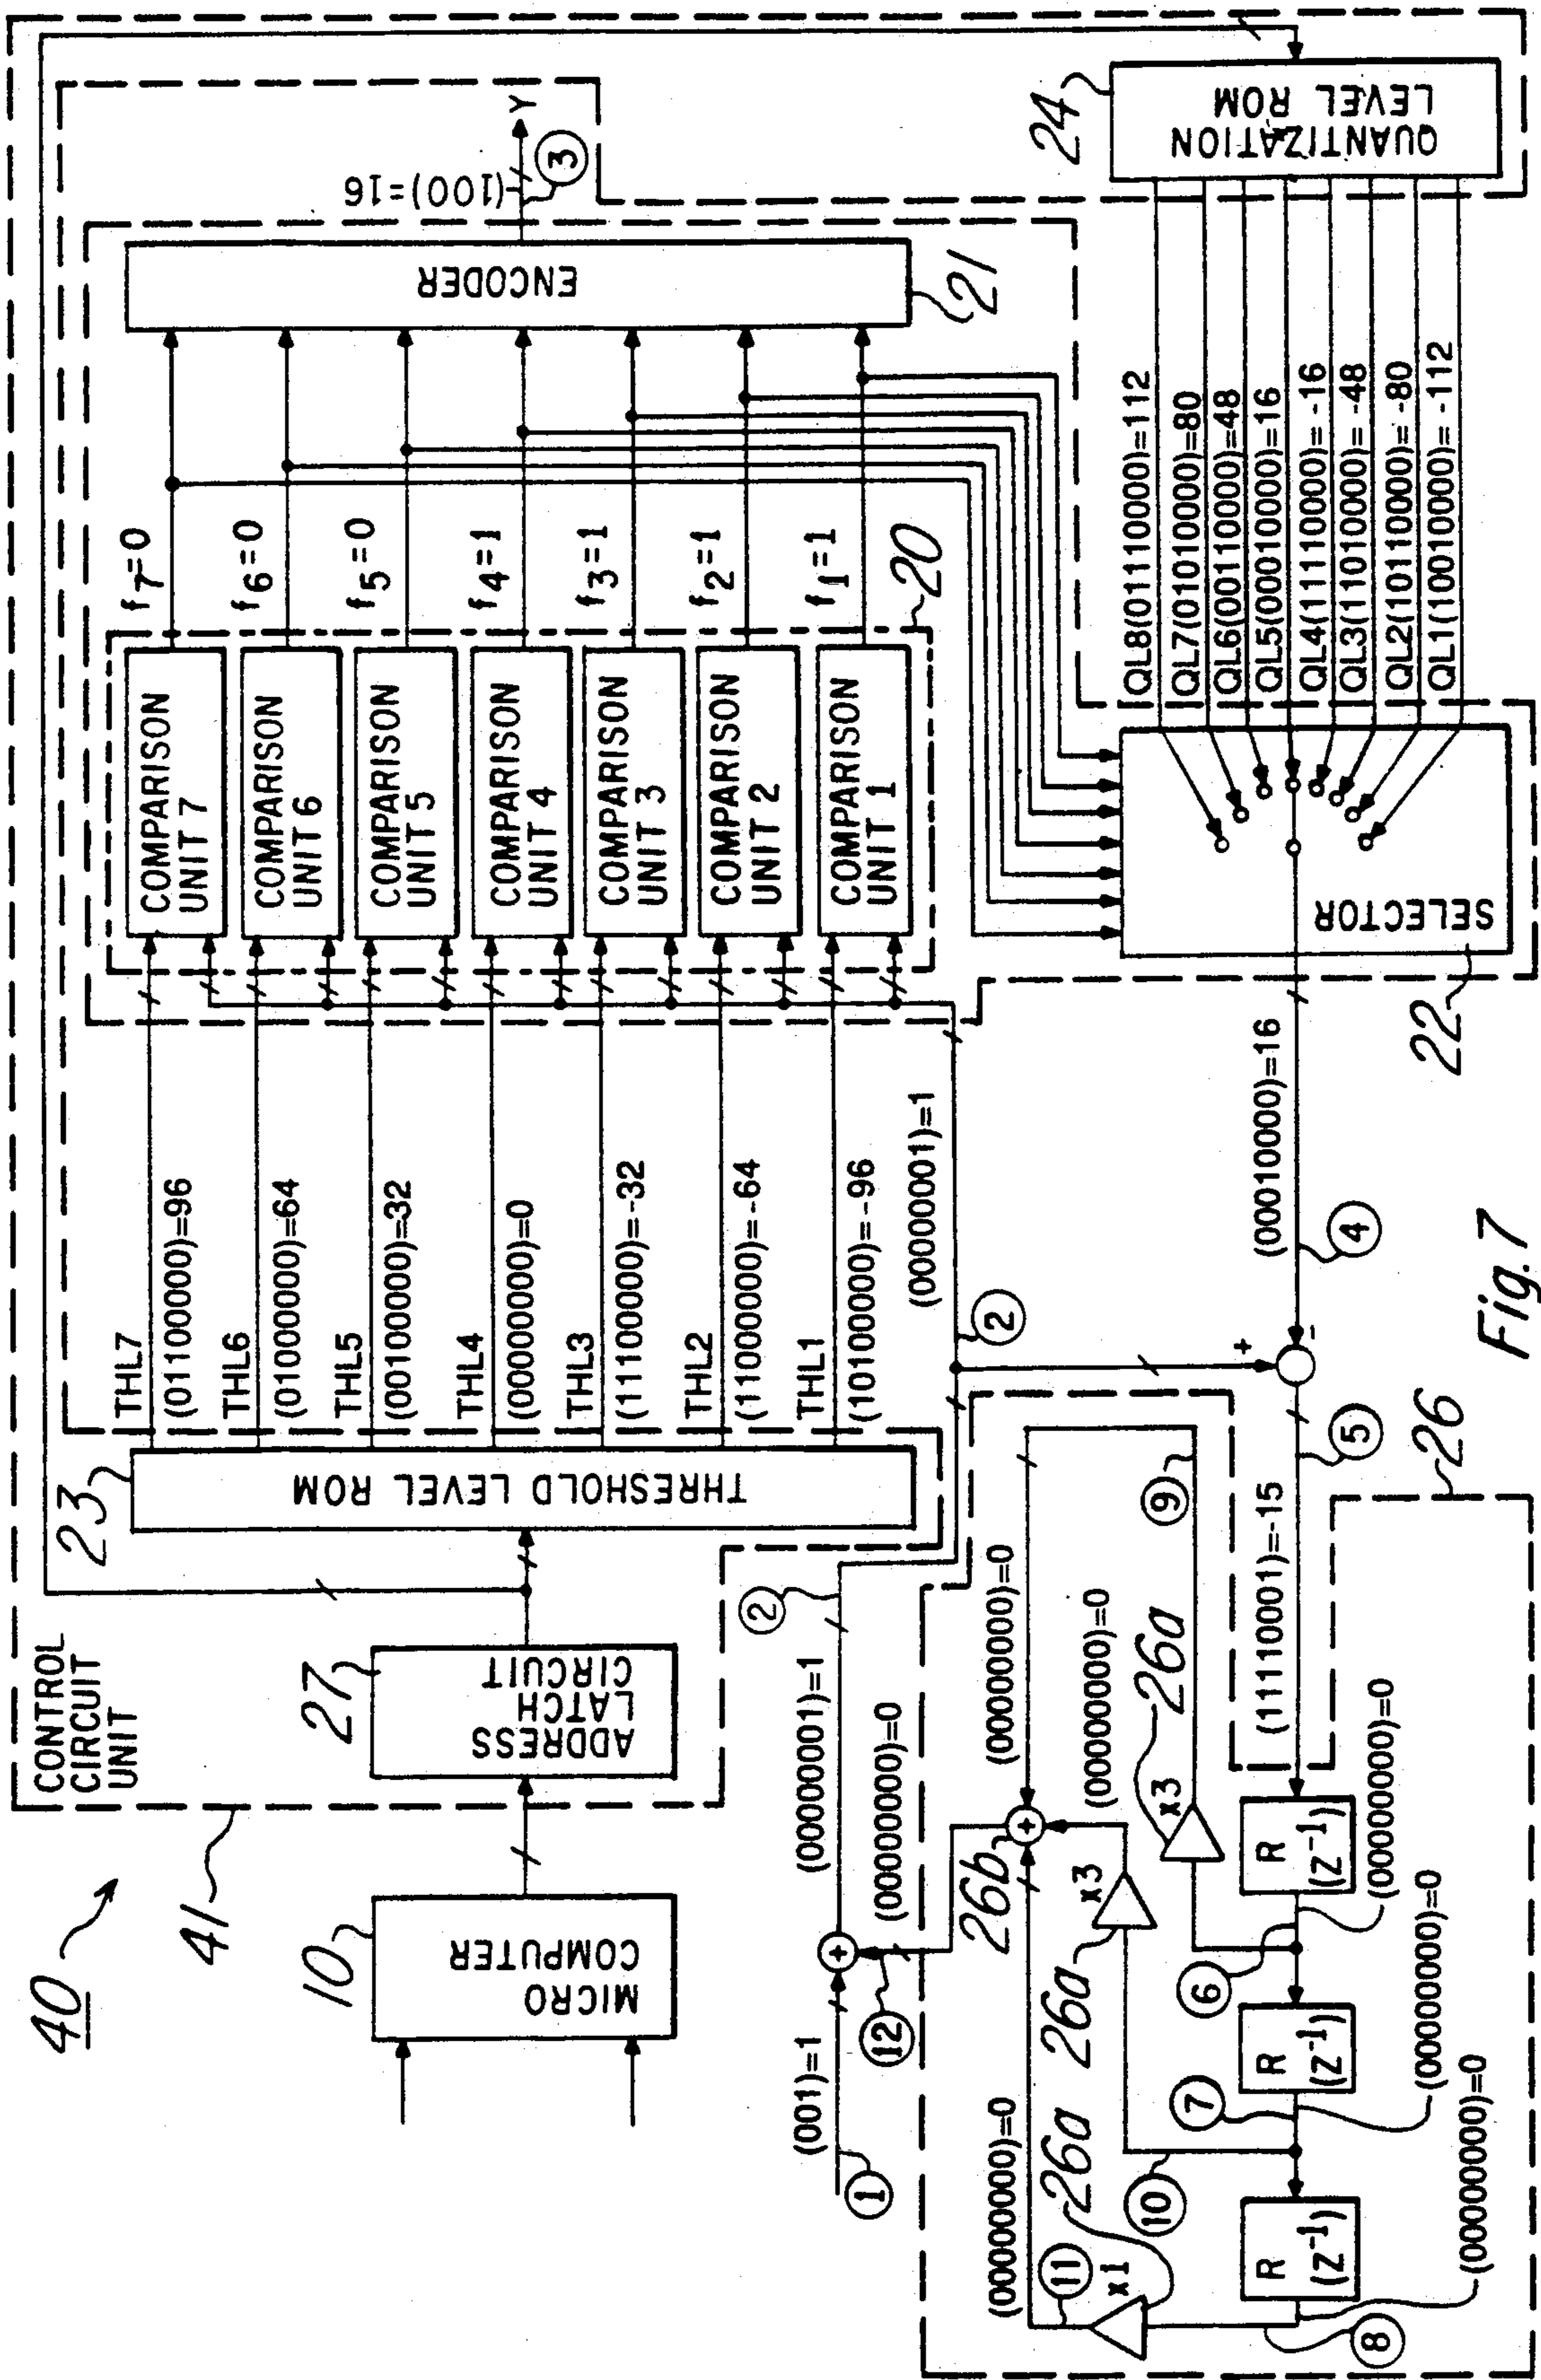 40
41
CONTROL
CIRCUIT
UNIT
10
MICRO
COMPUTER
27
ADDRESS
LATCH
CIRCUIT
23
THRESHOLD LEVEL ROM
THL7
(01100000)=96
THL6
(01000000)=64
THL5
(00100000)=32
THL4
(00000000)=0
THL3
(11100000)=-32
THL2
(11000000)=-64
THL1
(10100000)=-96
COMPARISON
UNIT 7
COMPARISON
UNIT 6
COMPARISON
UNIT 5
COMPARISON
UNIT 4
COMPARISON
UNIT 3
COMPARISON
UNIT 2
COMPARISON
UNIT 1
20
f7=0
f6=0
f5=0
f4=1
f3=1
f2=1
f1=1
ENCODER
21
(100)=16
3
Y
(001)=1
1
(00000001)=1
2
(00000000)=0
12
(00000001)=1
2
+
-
(00010000)=16
4
22
SELECTOR
QL8(01110000)=112
QL7(01010000)=80
QL6(00110000)=48
QL5(00010000)=16
QL4(11110000)=-16
QL3(11010000)=-48
QL2(10110000)=-80
QL1(10010000)=-112
24
QUANTIZATION
LEVEL ROM
(00000000)=0
11
x1
26a
+
26b
(00000000)=0
(00000000)=0
x3
26a
10
x3
26a
9
(11110001)=-15
5
26
R
(Z-1)
6
(00000000)=0
R
(Z-1)
7
(00000000)=0
R
(Z-1)
8
(00000000)=0
+
Fig.7